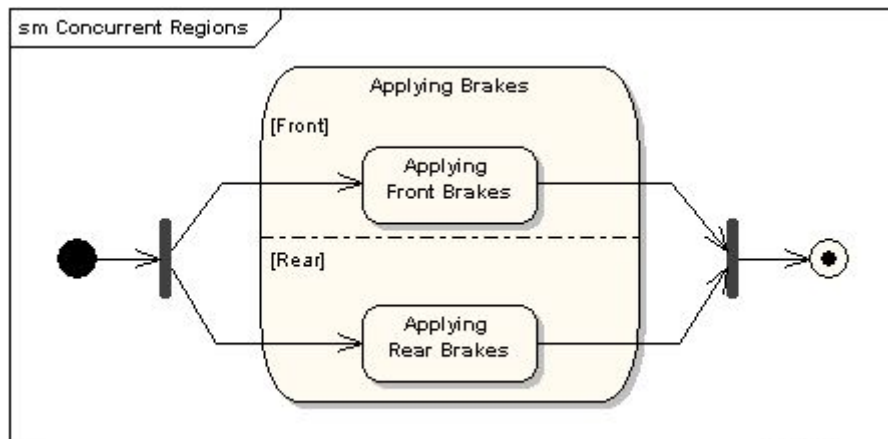 sm Concurrent Regions
Applying Brakes
[Front]
Applying
Front Brakes
[Rear]
Applying
Rear Brakes